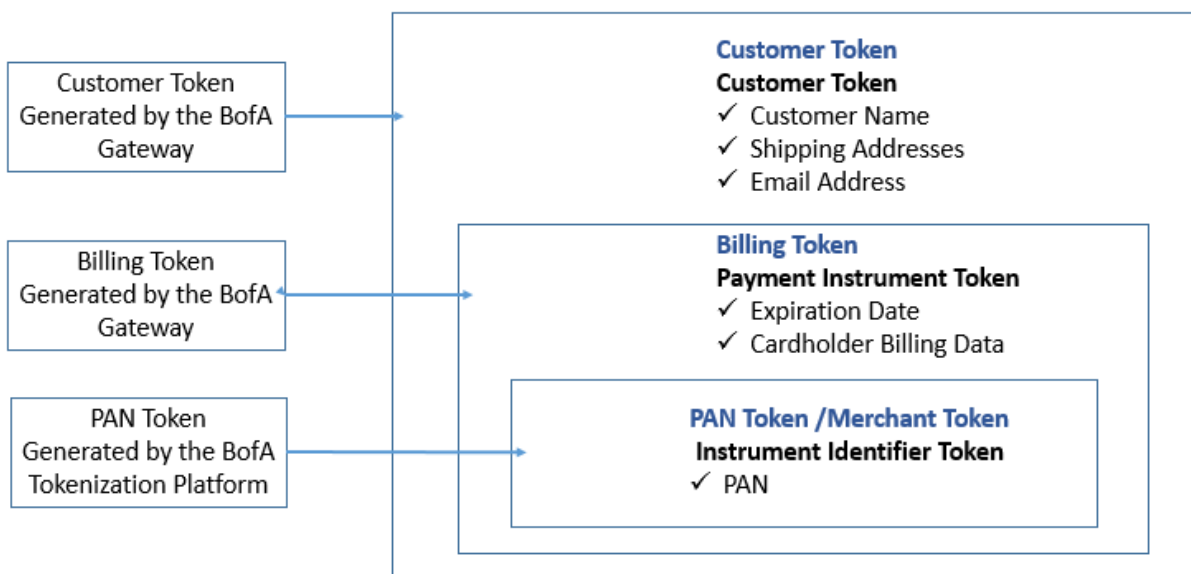 Customer Token
Generated by the BofA
Gateway
Billing Token
Generated by the BofA
Gateway
PAN Token
Generated by the BofA
Tokenization Platform
Customer Token
Customer Token
✓ Customer Name
✓ Shipping Addresses
✓ Email Address
Billing Token
Payment Instrument Token
✓ Expiration Date
✓ Cardholder Billing Data
PAN Token /Merchant Token
Instrument Identifier Token
✓ PAN